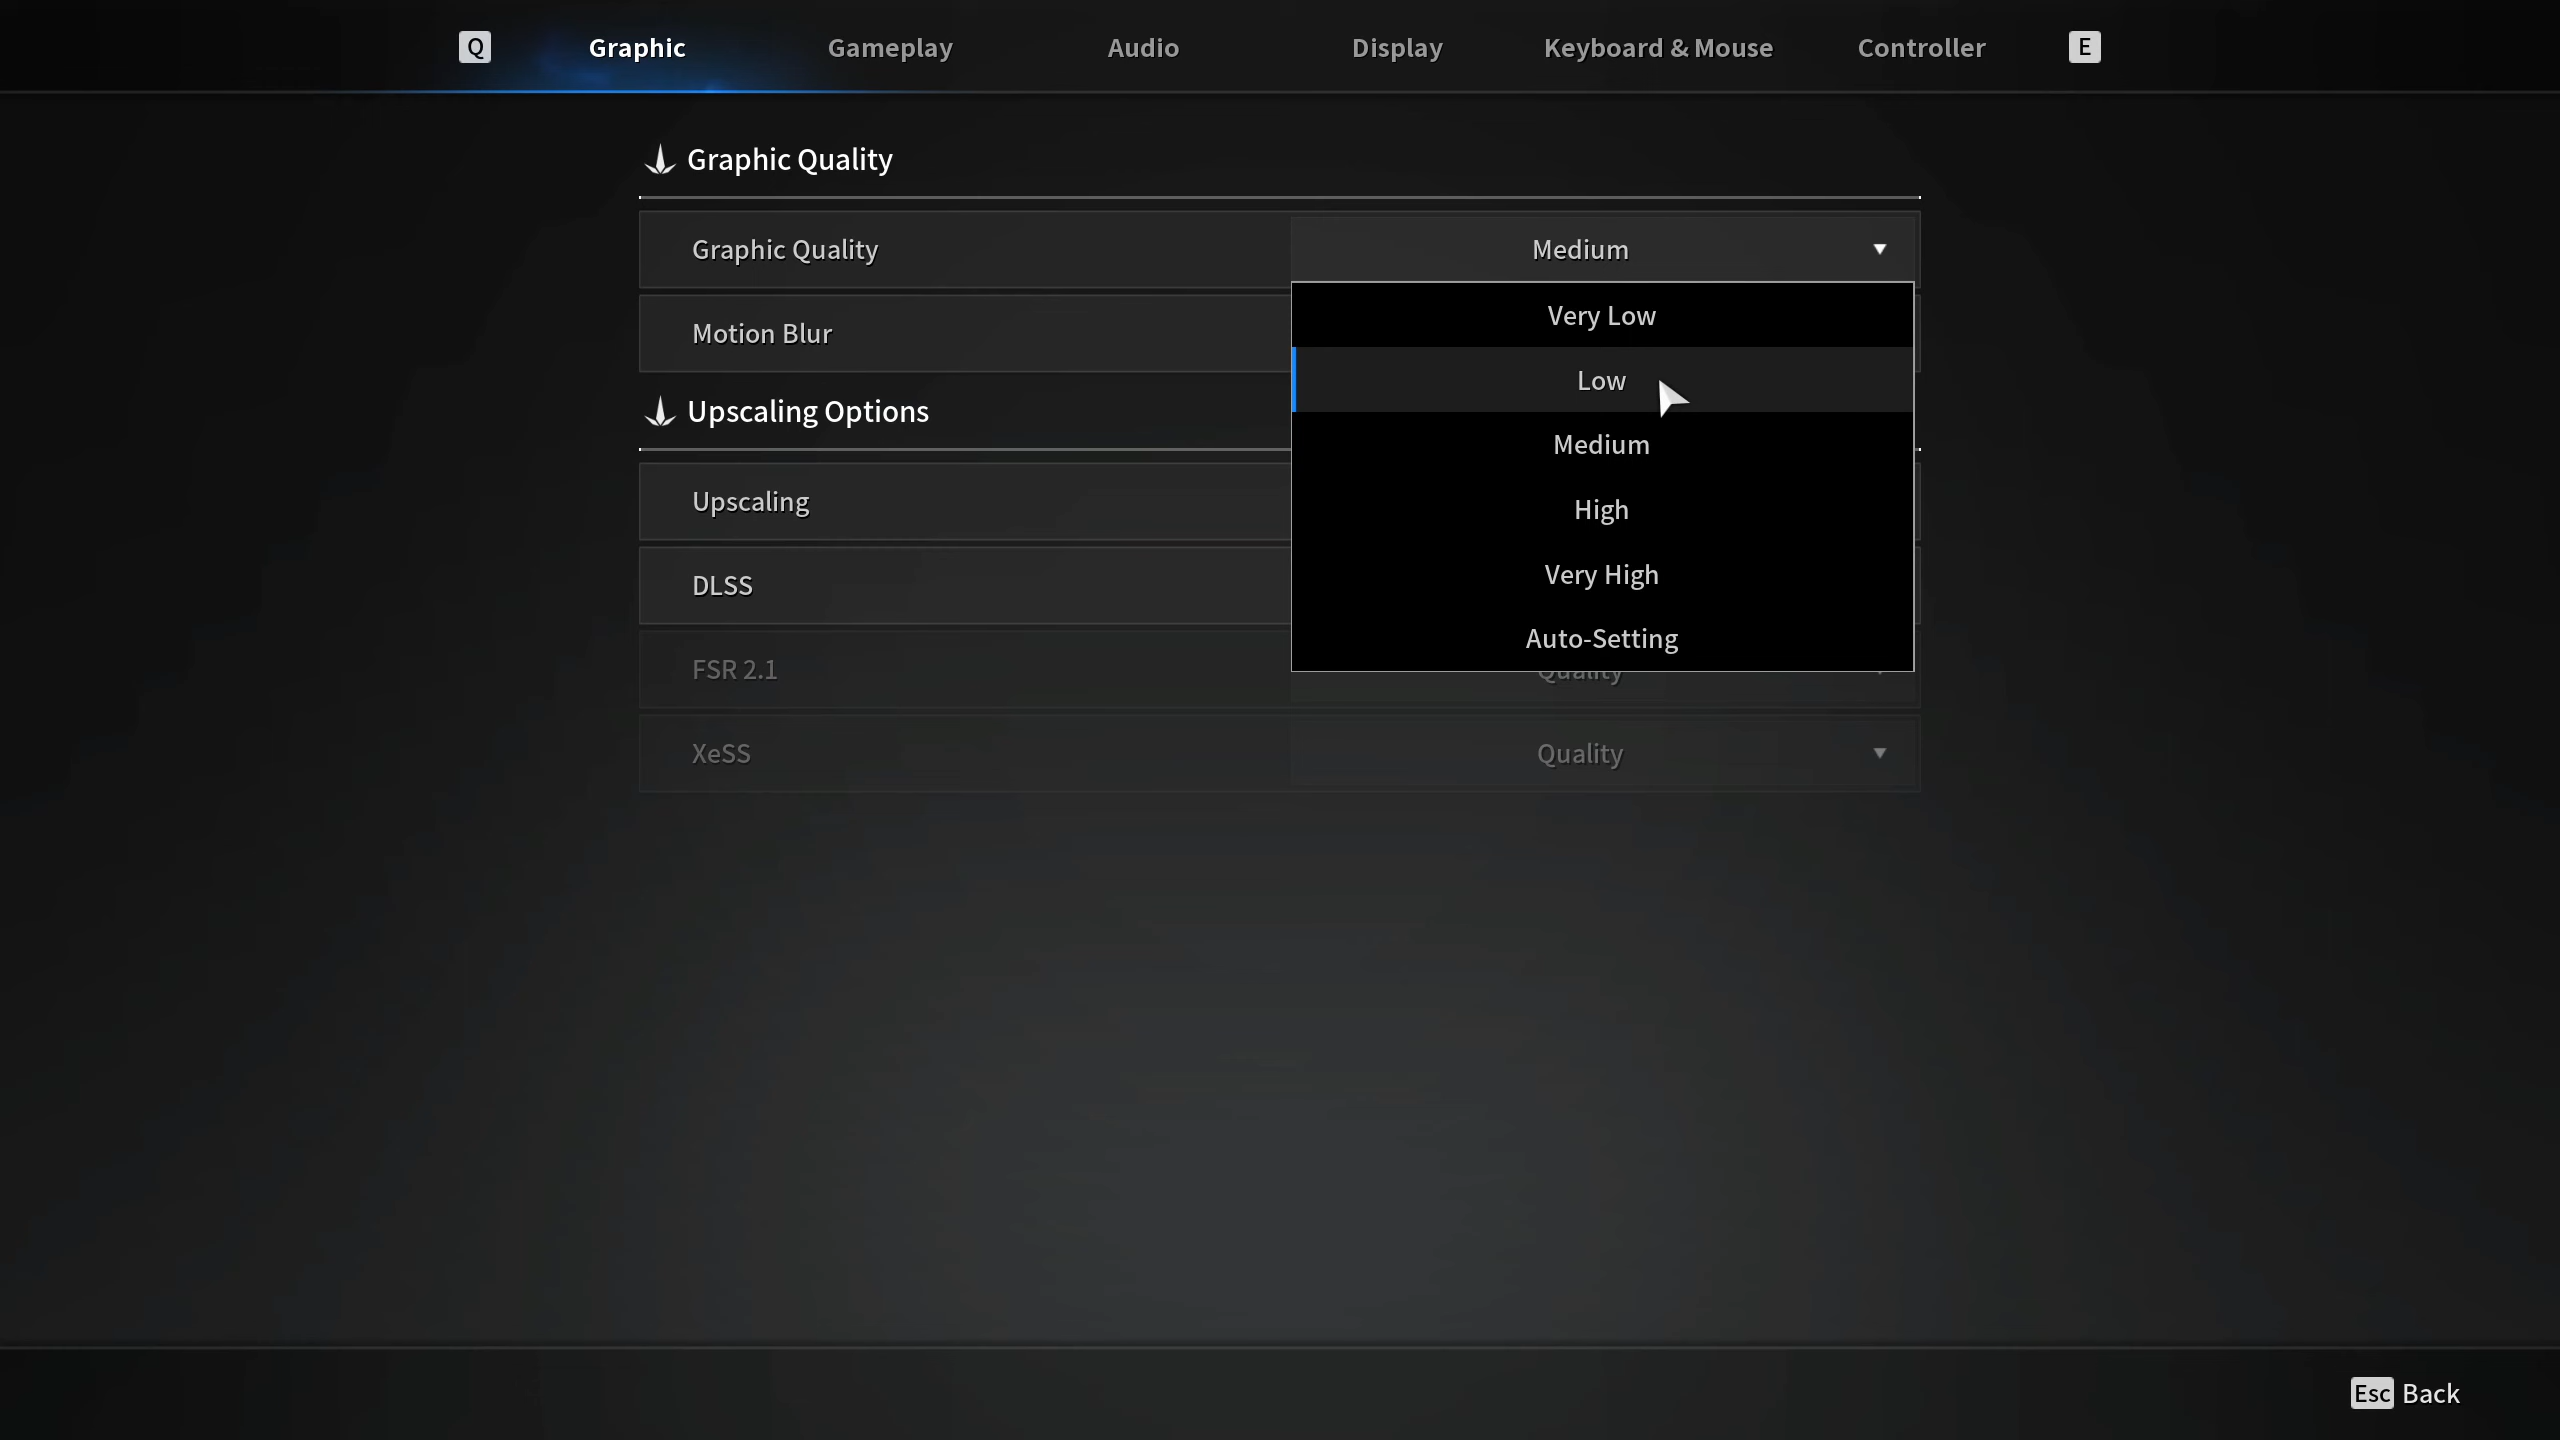 Q Graphic Gameplay Audio Display Keyboard & Mouse Controller E
Graphic Quality
Graphic Quality Medium
Very Low
Motion Blur
Low
Upscaling Options
Medium
Upscaling
High
DLSS
Very High
Auto-Setting
FSR 2.1 Quality
XeSS Quality
Esc Back